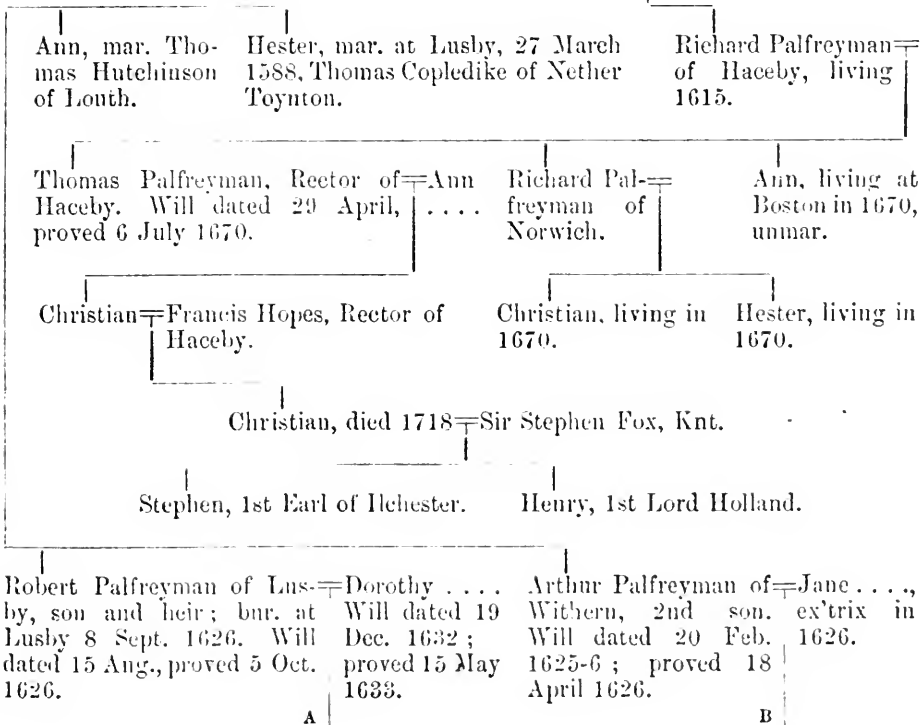 Ann, mar. Tho-
mas Hutchinson
of Louth.
Hester, mar. at Lusby, 27 March
1588, Thomas Copledike of Nether
Toynton.
Richard Palfreyman=
of Haceby, living
1615.
Thomas Palfreyman, Rector of=Ann
Haceby. Will dated 29 April, . . . .
proved 6 July 1670.
Richard Pal-=
freyman of
Norwich.
Ann, living at
Boston in 1670,
unmar.
Christian=Francis Hopes, Rector of
Haceby.
Christian, living in
1670.
Hester, living in
1670.
Christian, died 1718=Sir Stephen Fox, Knt.
Stephen, 1st Earl of Ilchester.
Henry, 1st Lord Holland.
Robert Palfreyman of Lus-=Dorothy . . . .
by, son and heir; bur. at Will dated 19
Lusby 8 Sept. 1626. Will Dec. 1632;
dated 15 Aug., proved 5 Oct. proved 15 May
1626. 1633.
Arthur Palfreyman of=Jane . . . .,
Withern, 2nd son. ex'trix in
Will dated 20 Feb. 1626.
1625-6; proved 18
April 1626.
A
B